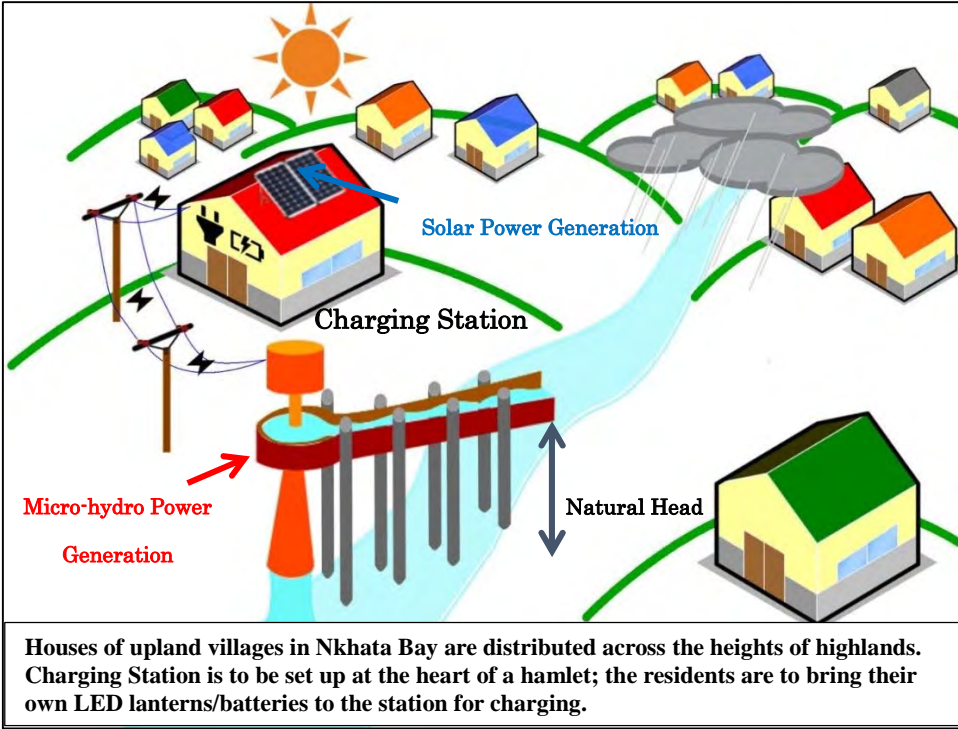 Solar Power Generation
Charging Station
Natural Head
Micro-hydro Power
Generation
Houses of upland villages in Nkhata Bay are distributed across the heights of highlands.
Charging Station is to be set up at the heart of a hamlet; the residents are to bring their
own LED lanterns/batteries to the station for charging.